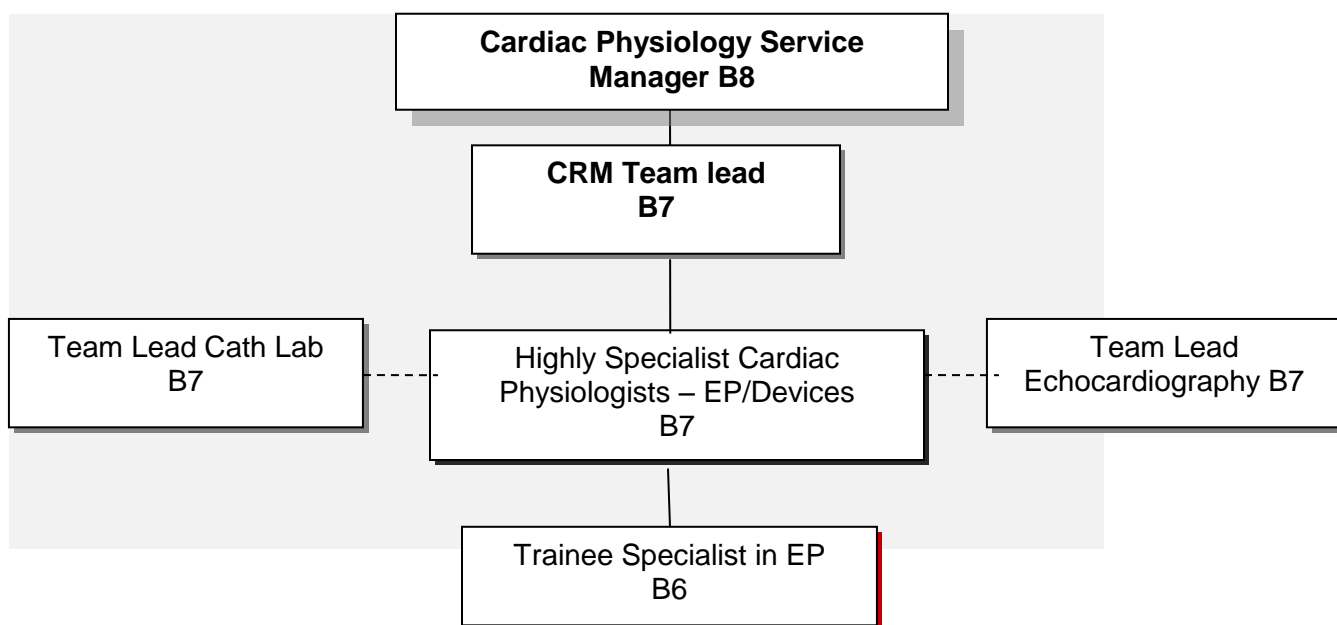 Cardiac Physiology Service
Manager B8
CRM Team lead
B7
Team Lead Cath Lab
B7
Highly Specialist Cardiac
Physiologists – EP/Devices
B7
Team Lead
Echocardiography B7
Trainee Specialist in EP
B6